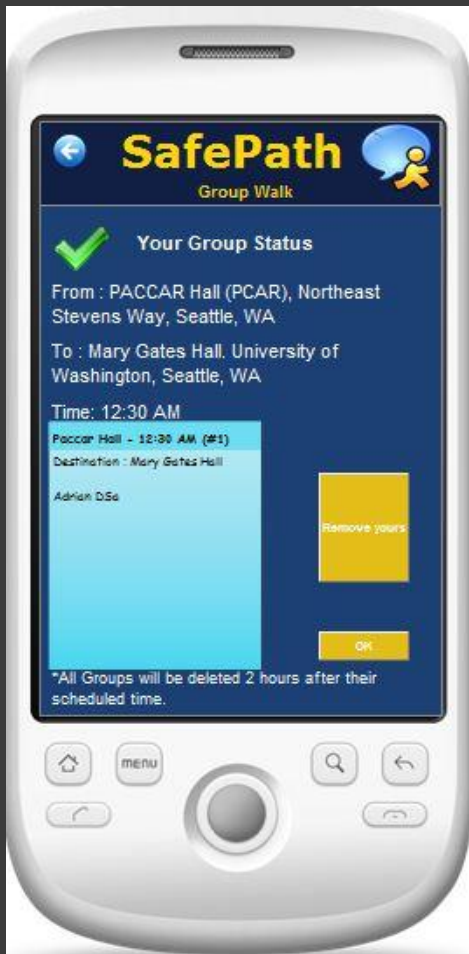 SafePath
Group Walk
Your Group Status
From : PACCAR Hall (PCAR), Northeast
Stevens Way, Seattle, WA
To : Mary Gates Hall. University of
Washington, Seattle, WA
Time: 12:30 AM
Paccar Hall - 12:30 AM (#1)
Destination : Mary Gates Hall
Adrian DSa
Remove yours
OK
*All Groups will be deleted 2 hours after their
scheduled time.
menu